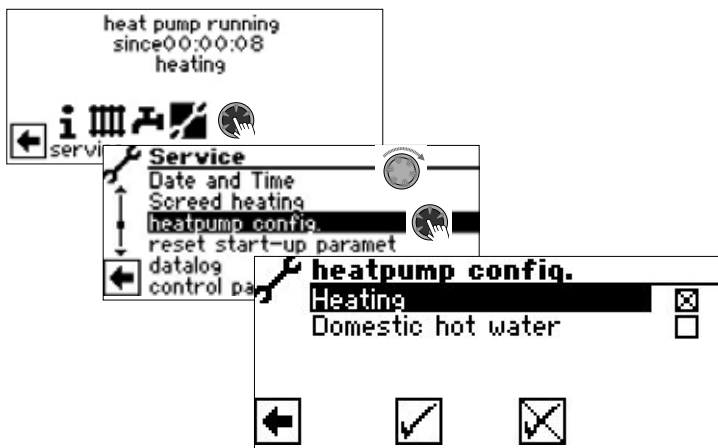 heat pump running
since00:00:08
heating
servi
Service
Date and Time
Screed heating
heatpump config.
reset start-up paramet
datalog
control pa
heatpump config.
Heating
Domestic hot water